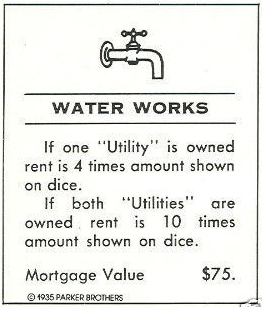 WATER WORKS
If one "Utility" is owned
rent is 4 times amount shown
on dice.
If both "Utilities" are
owned rent is 10 times
amount shown on dice.
Mortgage Value $75.
© 1935 PARKER BROTHERS